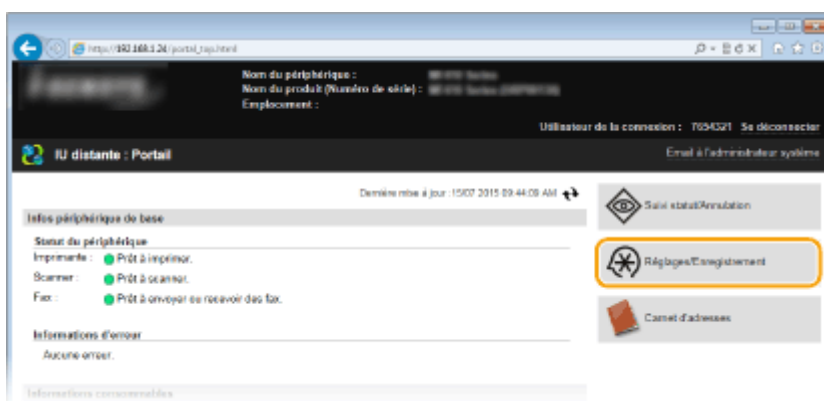 http://192.168.1.24/portal_top.html
Nom du périphérique :
Nom du produit (Numéro de série) :
Emplacement :
Utilisateur de la connexion : 7654321 Se déconnecter
IU distante : Portail
Email à l'administrateur système
Dernière mise à jour :15/07 2015 09:44:09 AM
Infos périphérique de base
Statut du périphérique
Imprimante : Prêt à imprimer.
Scanner : Prêt à scanner.
Fax : Prêt à envoyer ou recevoir des fax.
Informations d'erreur
Aucune erreur.
Informations consommables
Suivi statut/Annulation
Réglages/Enregistrement
Carnet d'adresses